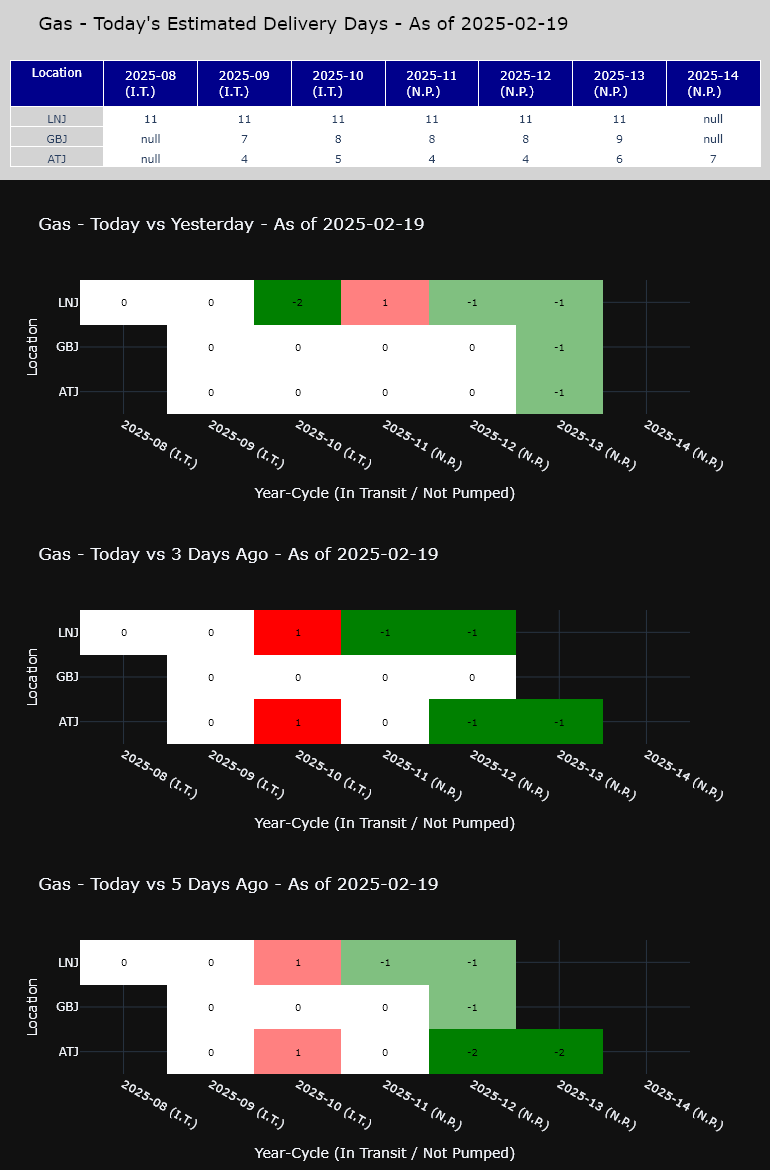 Gas - Today's Estimated Delivery Days - As of 2025-02-19
Location 2025-08 (I.T.) 2025-09 (I.T.) 2025-10 (I.T.) 2025-11 (N.P.) 2025-12 (N.P.) 2025-13 (N.P.) 2025-14 (N.P.)
LNJ 11 11 11 11 11 11 null
GBJ null 7 8 8 8 9 null
ATJ null 4 5 4 4 6 7
Gas - Today vs Yesterday - As of 2025-02-19
Location
LNJ 0 0 -2 1 -1 -1
GBJ 0 0 0 0 -1
ATJ 0 0 0 0 -1
2025-08 (I.T.) 2025-09 (I.T.) 2025-10 (I.T.) 2025-11 (N.P.) 2025-12 (N.P.) 2025-13 (N.P.) 2025-14 (N.P.)
Year-Cycle (In Transit / Not Pumped)
Gas - Today vs 3 Days Ago - As of 2025-02-19
Location
LNJ 0 0 1 -1 -1
GBJ 0 0 0 0
ATJ 0 1 0 -1 -1
2025-08 (I.T.) 2025-09 (I.T.) 2025-10 (I.T.) 2025-11 (N.P.) 2025-12 (N.P.) 2025-13 (N.P.) 2025-14 (N.P.)
Year-Cycle (In Transit / Not Pumped)
Gas - Today vs 5 Days Ago - As of 2025-02-19
Location
LNJ 0 0 1 -1 -1
GBJ 0 0 0 -1
ATJ 0 1 0 -2 -2
2025-08 (I.T.) 2025-09 (I.T.) 2025-10 (I.T.) 2025-11 (N.P.) 2025-12 (N.P.) 2025-13 (N.P.) 2025-14 (N.P.)
Year-Cycle (In Transit / Not Pumped)